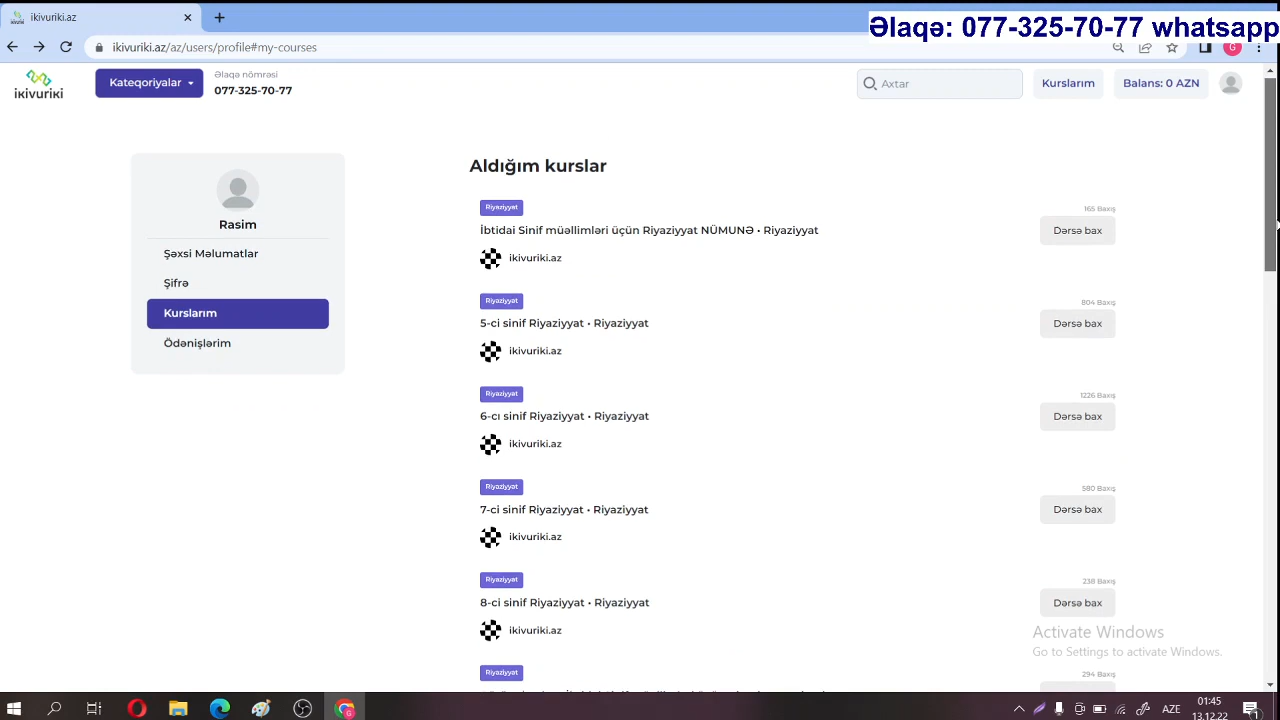 ikivuriki.az
Əlaqə: 077-325-70-77 whatsapp
ikivuriki.az/az/users/profile#my-courses
G
ikivuriki
Kateqoriyalar
Əlaqə nömrəsi
077-325-70-77
Axtar
Kurslarım
Balans: 0 AZN
Rasim
Şəxsi Məlumatlar
Şifrə
Kurslarım
Ödənişlərim
Aldığım kurslar
Riyaziyyat
165 Baxış
İbtidai Sinif müəllimləri üçün Riyaziyyat NÜMUNƏ • Riyaziyyat
Dərsə bax
ikivuriki.az
Riyaziyyat
804 Baxış
5-ci sinif Riyaziyyat • Riyaziyyat
Dərsə bax
ikivuriki.az
Riyaziyyat
1226 Baxış
6-cı sinif Riyaziyyat • Riyaziyyat
Dərsə bax
ikivuriki.az
Riyaziyyat
580 Baxış
7-ci sinif Riyaziyyat • Riyaziyyat
Dərsə bax
ikivuriki.az
Riyaziyyat
238 Baxış
8-ci sinif Riyaziyyat • Riyaziyyat
Dərsə bax
ikivuriki.az
Activate Windows
Go to Settings to activate Windows.
Riyaziyyat
294 Baxış
AZE
01:45
13.12.22